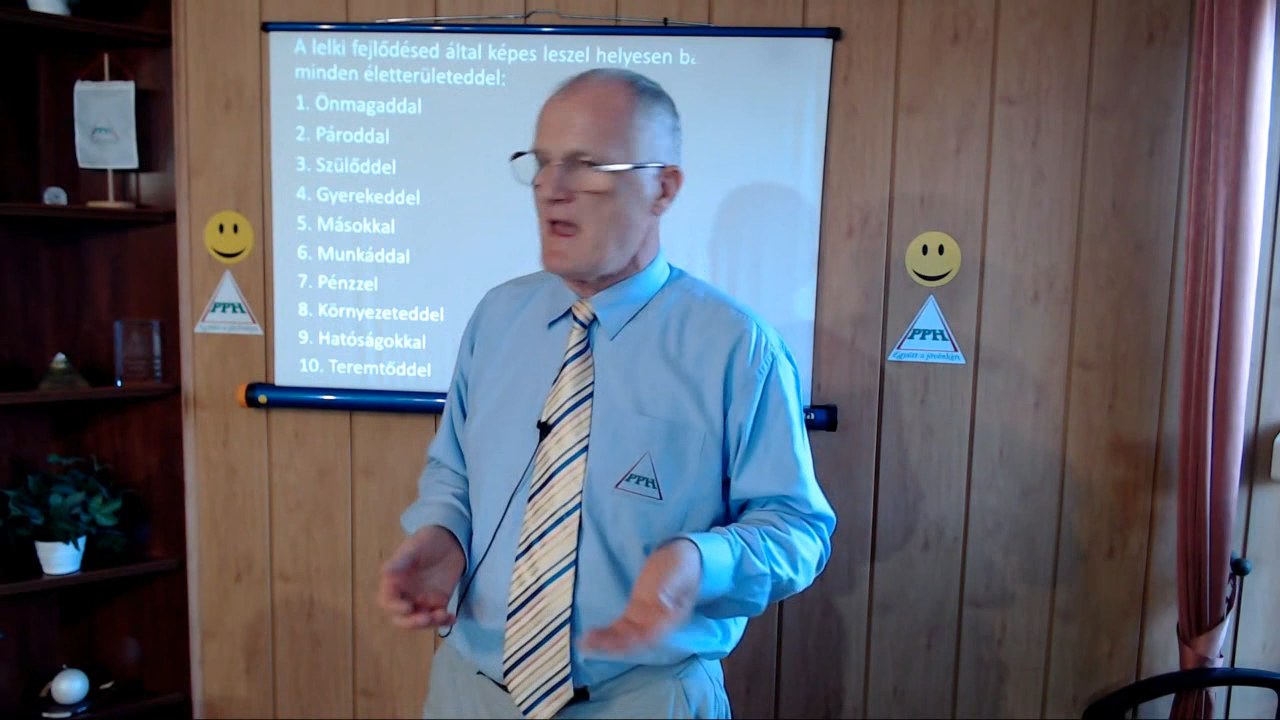 A lelki fejlődésed által képes leszel helyesen
minden életterületeddel:
1. Önmagaddal
2. Pároddal
3. Szülőddel
4. Gyerekeddel
5. Másokkal
6. Munkáddal
7. Pénzzel
8. Környezeteddel
9. Hatóságokkal
10. Teremtőddel
PPH
PPH
PPH